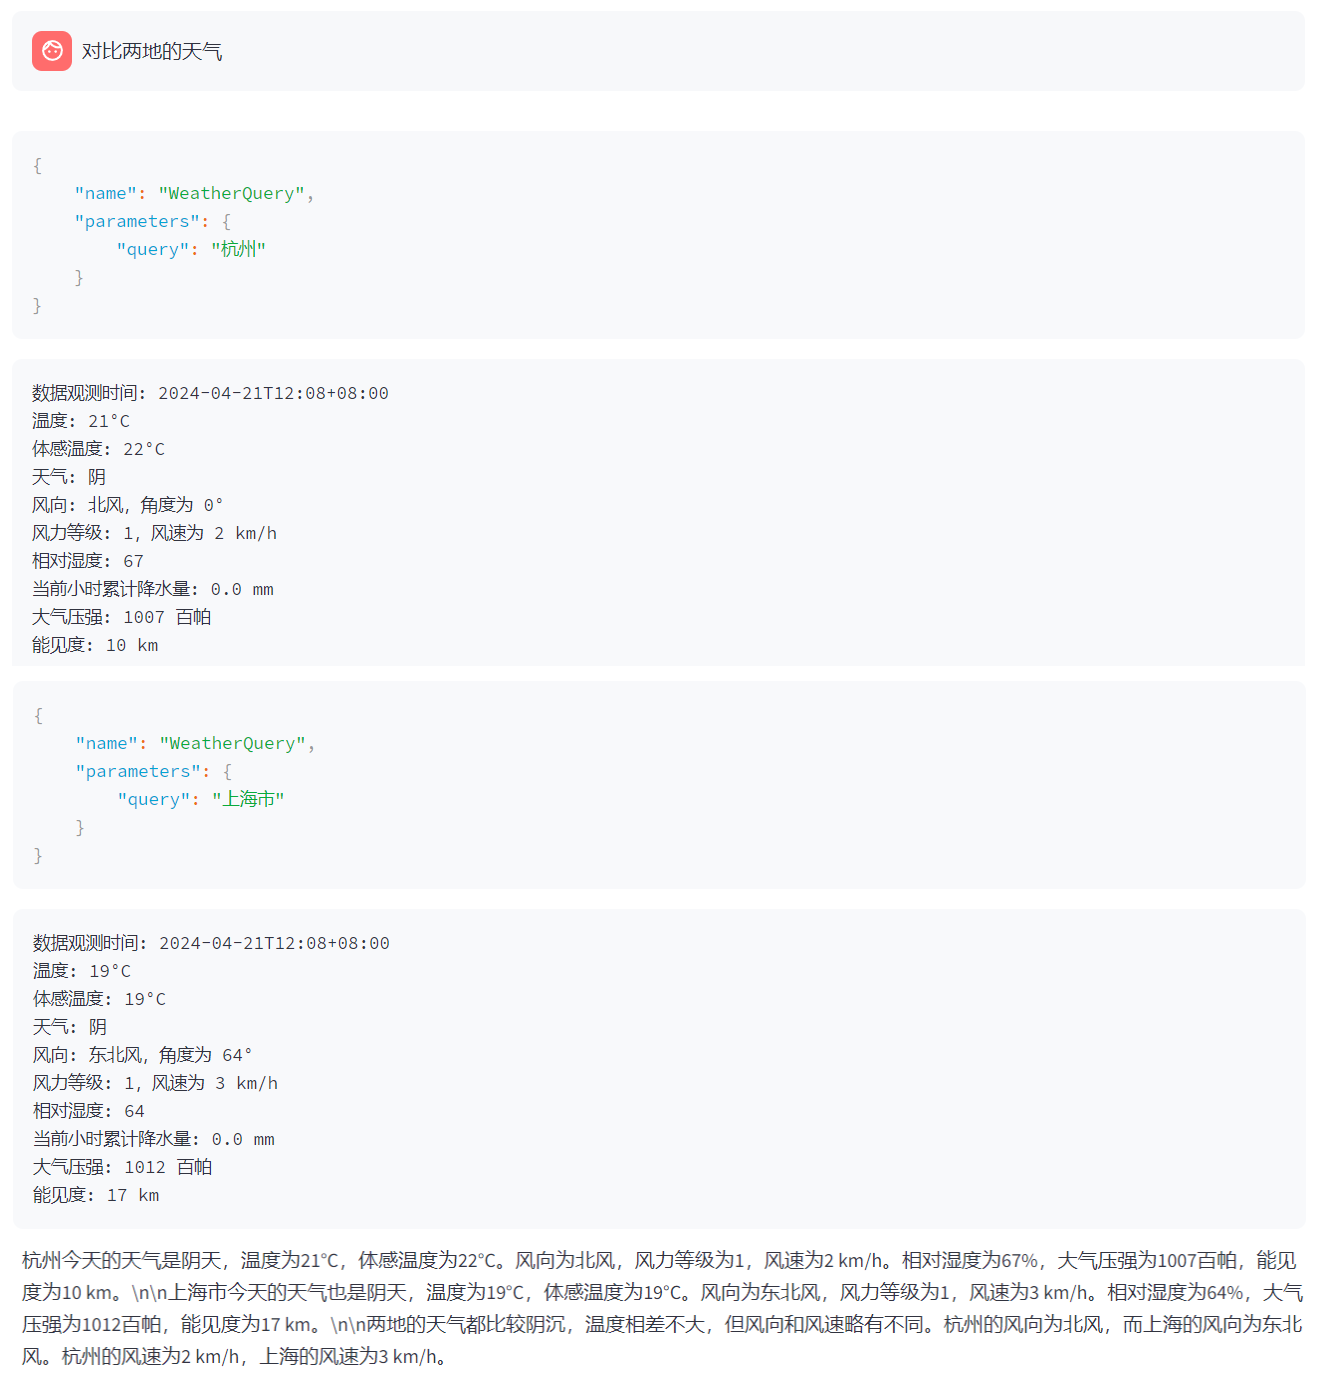 对比两地的天气
{
    "name": "WeatherQuery",
    "parameters": {
        "query": "杭州"
    }
}
数据观测时间: 2024-04-21T12:08+08:00
温度: 21°C
体感温度: 22°C
天气: 阴
风向: 北风, 角度为 0°
风力等级: 1, 风速为 2 km/h
相对湿度: 67
当前小时累计降水量: 0.0 mm
大气压强: 1007 百帕
能见度: 10 km
{
    "name": "WeatherQuery",
    "parameters": {
        "query": "上海市"
    }
}
数据观测时间: 2024-04-21T12:08+08:00
温度: 19°C
体感温度: 19°C
天气: 阴
风向: 东北风, 角度为 64°
风力等级: 1, 风速为 3 km/h
相对湿度: 64
当前小时累计降水量: 0.0 mm
大气压强: 1012 百帕
能见度: 17 km
杭州今天的天气是阴天，温度为21℃，体感温度为22℃。风向为北风，风力等级为1，风速为2 km/h。相对湿度为67%，大气压强为1007百帕，能见
度为10 km。\n\n上海市今天的天气也是阴天，温度为19℃，体感温度为19℃。风向为东北风，风力等级为1，风速为3 km/h。相对湿度为64%，大气
压强为1012百帕，能见度为17 km。\n\n两地的天气都比较阴沉，温度相差不大，但风向和风速略有不同。杭州的风向为北风，而上海的风向为东北
风。杭州的风速为2 km/h，上海的风速为3 km/h。